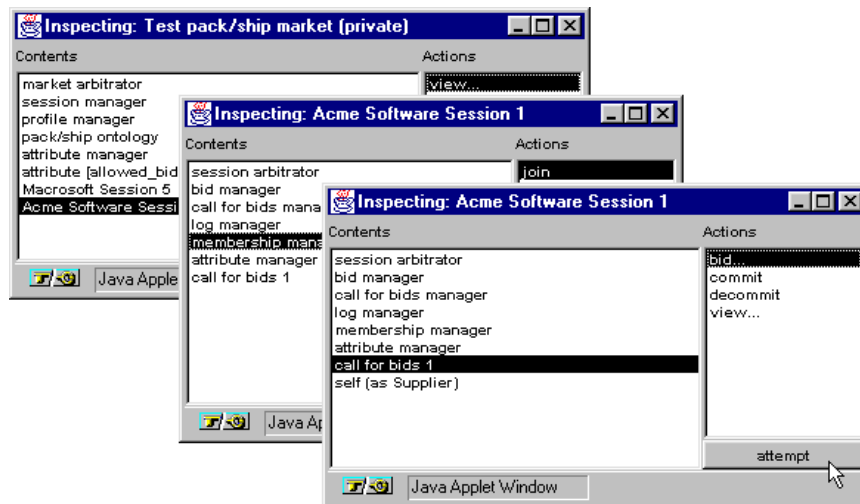 Inspecting: Test pack/ship market (private)
Contents
Actions
market arbitrator
session manager
profile manager
pack/ship ontology
attribute manager
attribute [allowed_bid
Macrosoft Session 5
Acme Software Sessi
view...
Java Apple
Inspecting: Acme Software Session 1
Contents
Actions
session arbitrator
bid manager
call for bids mana
log manager
membership mana
attribute manager
call for bids 1
join
Java Ap
Inspecting: Acme Software Session 1
Contents
Actions
session arbitrator
bid manager
call for bids manager
log manager
membership manager
attribute manager
call for bids 1
self (as Supplier)
bid...
commit
decommit
view...
attempt
Java Applet Window